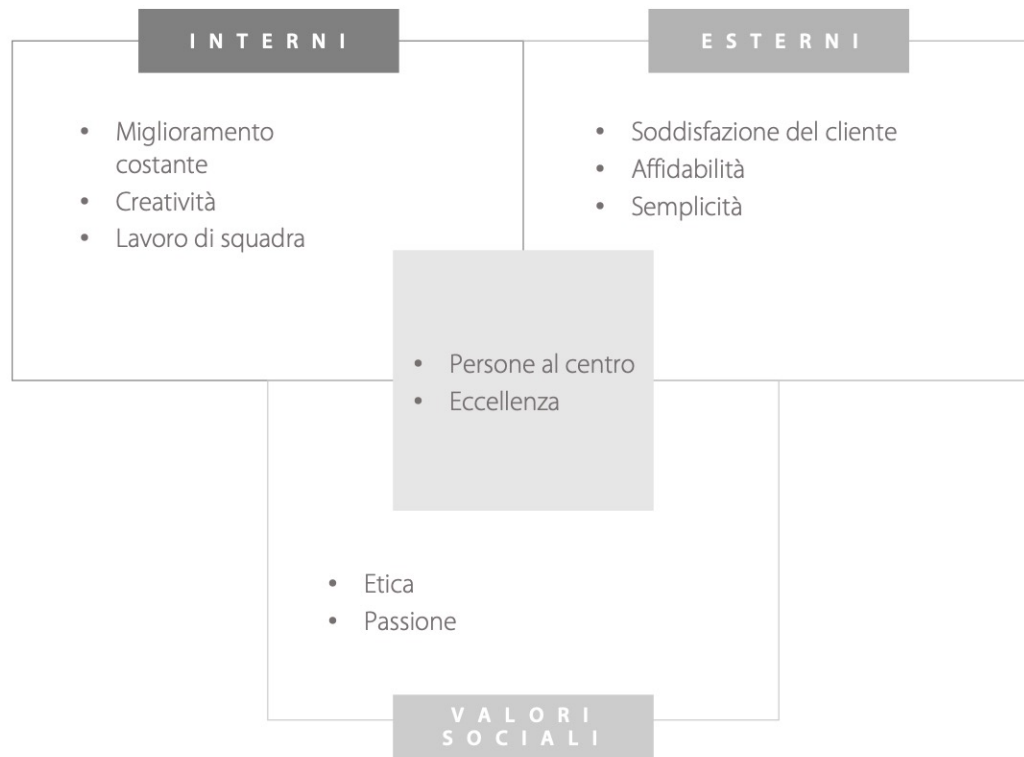 INTERNI
• Miglioramento
costante
• Creatività
• Lavoro di squadra
ESTERNI
• Soddisfazione del cliente
• Affidabilità
• Semplicità
• Persone al centro
• Eccellenza
• Etica
• Passione
VALORI
SOCIALI